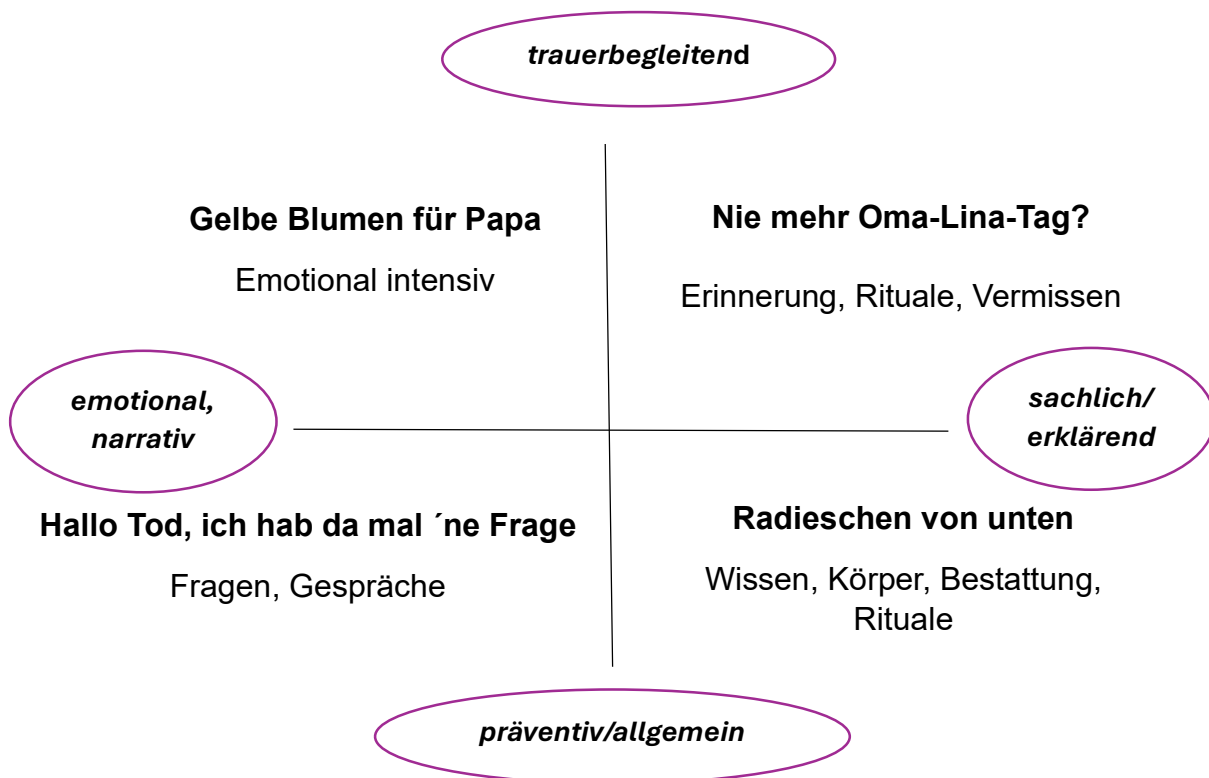 trauerbegleitend
Gelbe Blumen für Papa
Emotional intensiv
Nie mehr Oma-Lina-Tag?
Erinnerung, Rituale, Vermissen
emotional,
narrativ
sachlich/
erklärend
Hallo Tod, ich hab da mal ´ne Frage
Fragen, Gespräche
Radieschen von unten
Wissen, Körper, Bestattung,
Rituale
präventiv/allgemein